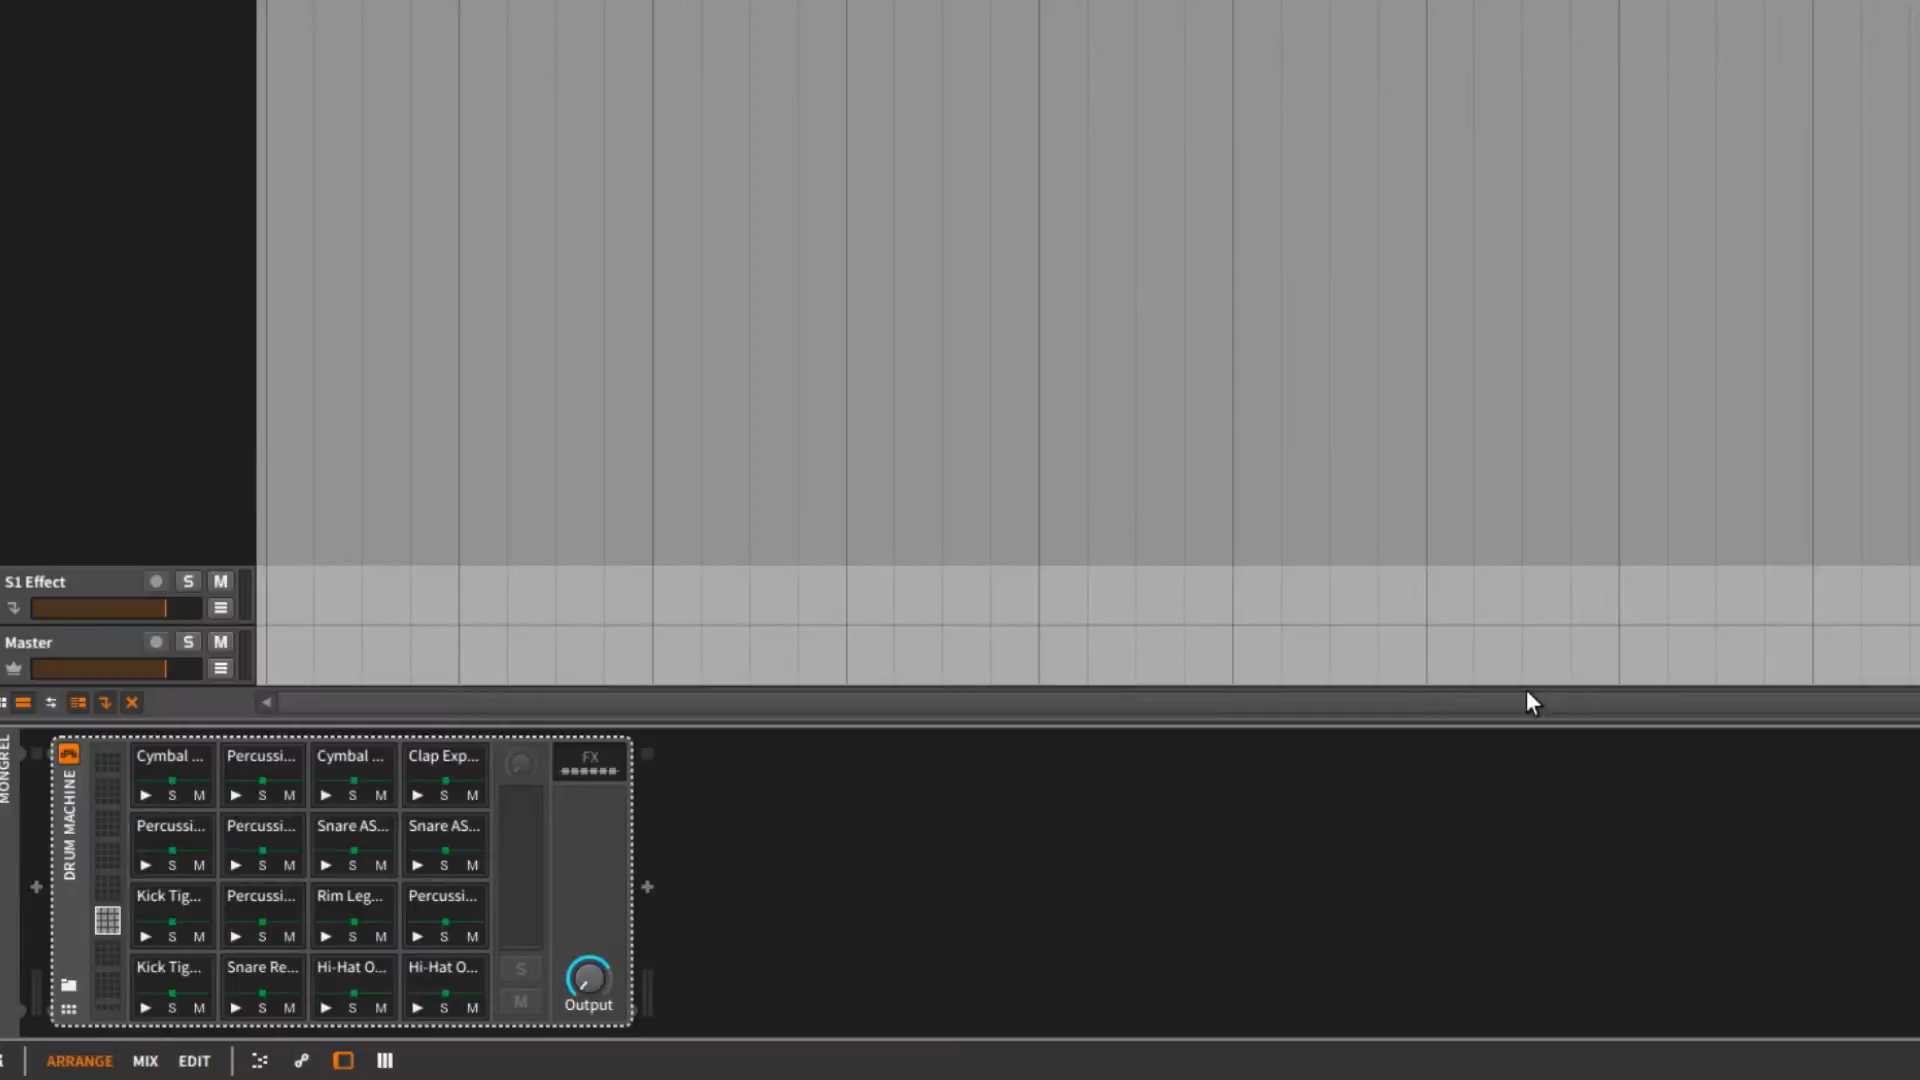 S1 Effect S M
Master S M
MONGREL
DRUM MACHINE
Cymbal ... Percussi... Cymbal ... Clap Exp... FX
S M S M S M S M
Percussi... Percussi... Snare AS... Snare AS...
S M S M S M S M
Kick Tig... Percussi... Rim Leg... Percussi...
S M S M S M S M
Kick Tig... Snare Re... Hi-Hat O... Hi-Hat O... S
S M S M S M S M M Output
ARRANGE MIX EDIT